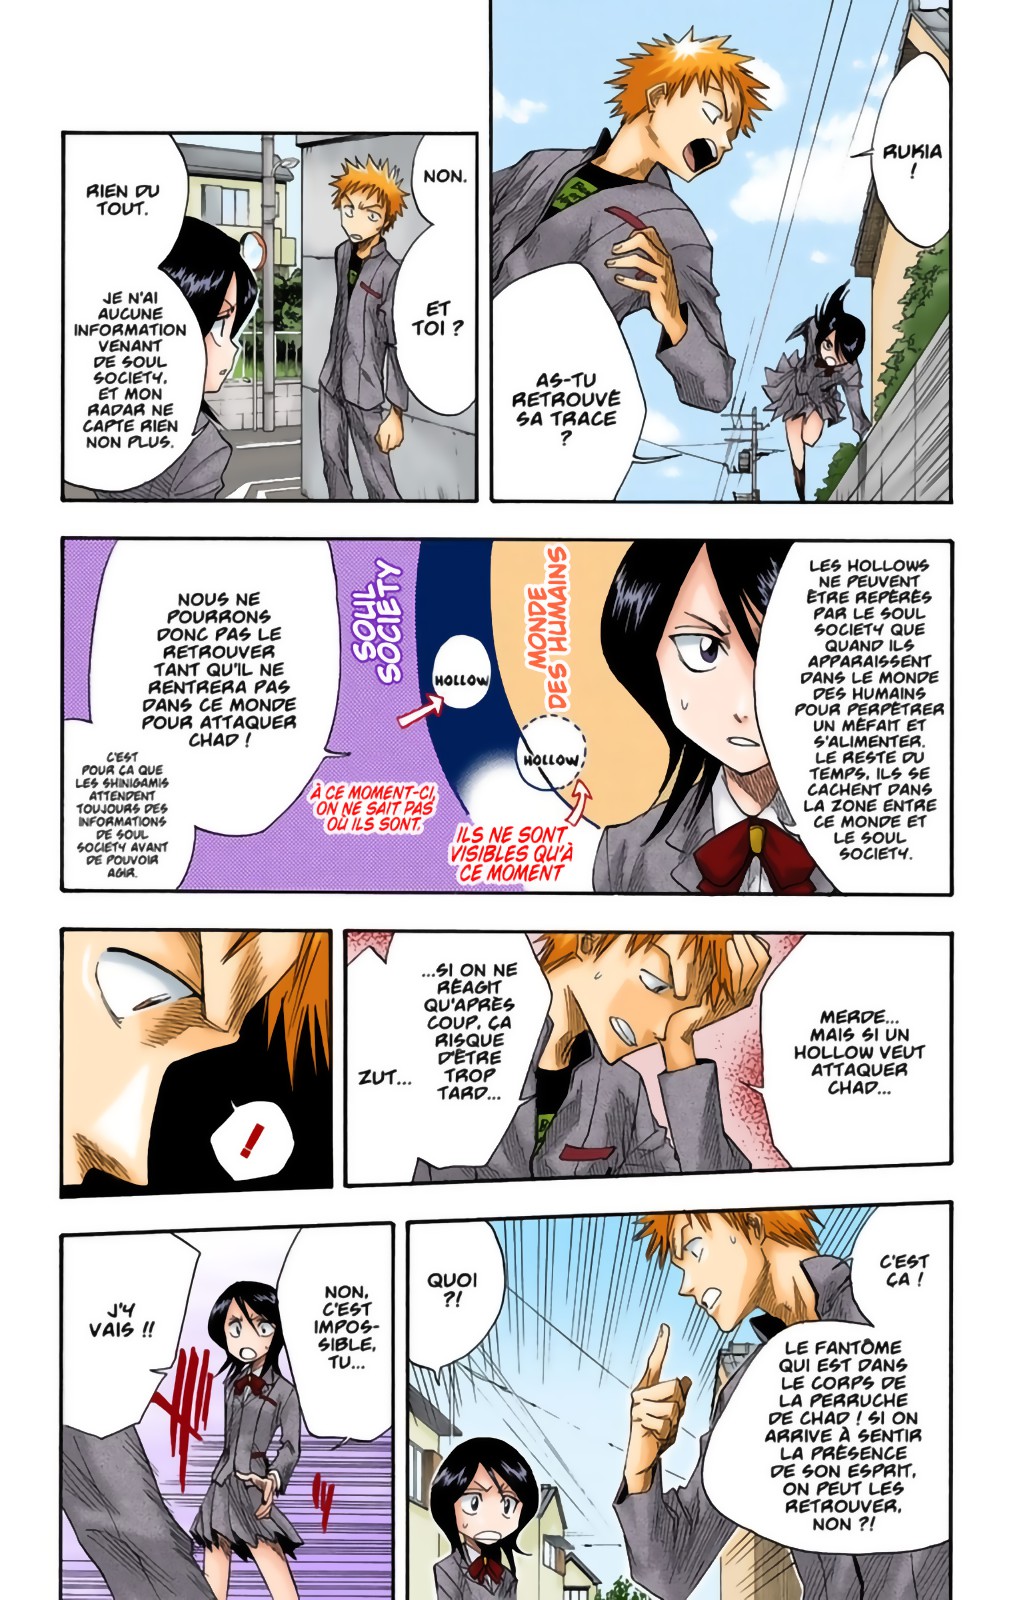 RUKIA
!
AS-TU
RETROUVÉ
SA TRACE
?
NON.
ET
TOI ?
RIEN DU
TOUT.
JE N'AI
AUCUNE
INFORMATION
VENANT
DE SOUL
SOCIETY,
ET MON
RADAR NE
CAPTE RIEN
NON PLUS.
LES HOLLOWS
NE PEUVENT
ÊTRE REPÉRÉS
PAR LE SOUL
SOCIETY QUE
QUAND ILS
APPARAISSENT
DANS LE MONDE
DES HUMAINS
POUR PERPÉTRER
UN MÉFAIT ET
S'ALIMENTER.
LE RESTE DU
TEMPS, ILS SE
CACHENT DANS
LA ZONE ENTRE
CE MONDE ET
LE SOUL
SOCIETY.
MONDE
DES HUMAINS
SOUL
SOCIETY
HOLLOW
HOLLOW
À CE MOMENT-CI,
ON NE SAIT PAS
OÙ ILS SONT.
ILS NE SONT
VISIBLES QU'À
CE MOMENT
NOUS NE
POURRONS
DONC PAS LE
RETROUVER
TANT QU'IL NE
RENTRERA PAS
DANS CE MONDE
POUR ATTAQUER
CHAD !
C'EST
POUR ÇA QUE
LES SHINIGAMIS
ATTENDENT
TOUJOURS DES
INFORMATIONS
DE SOUL
SOCIETY AVANT
DE POUVOIR
AGIR.
MERDE...
MAIS SI UN
HOLLOW VEUT
ATTAQUER
CHAD...
...SI ON NE
RÉAGIT
QU'APRÈS
COUP, ÇA
RISQUE
D'ÊTRE
TROP
TARD...
ZUT...
!
C'EST
ÇA !
LE FANTÔME
QUI EST DANS
LE CORPS DE
LA PERRUCHE
DE CHAD ! SI ON
ARRIVE À SENTIR
LA PRÉSENCE
DE SON ESPRIT,
ON PEUT LES
RETROUVER,
NON ?!
QUOI
?!
NON,
C'EST
IMPOS-
SIBLE,
TU...
J'Y
VAIS !!